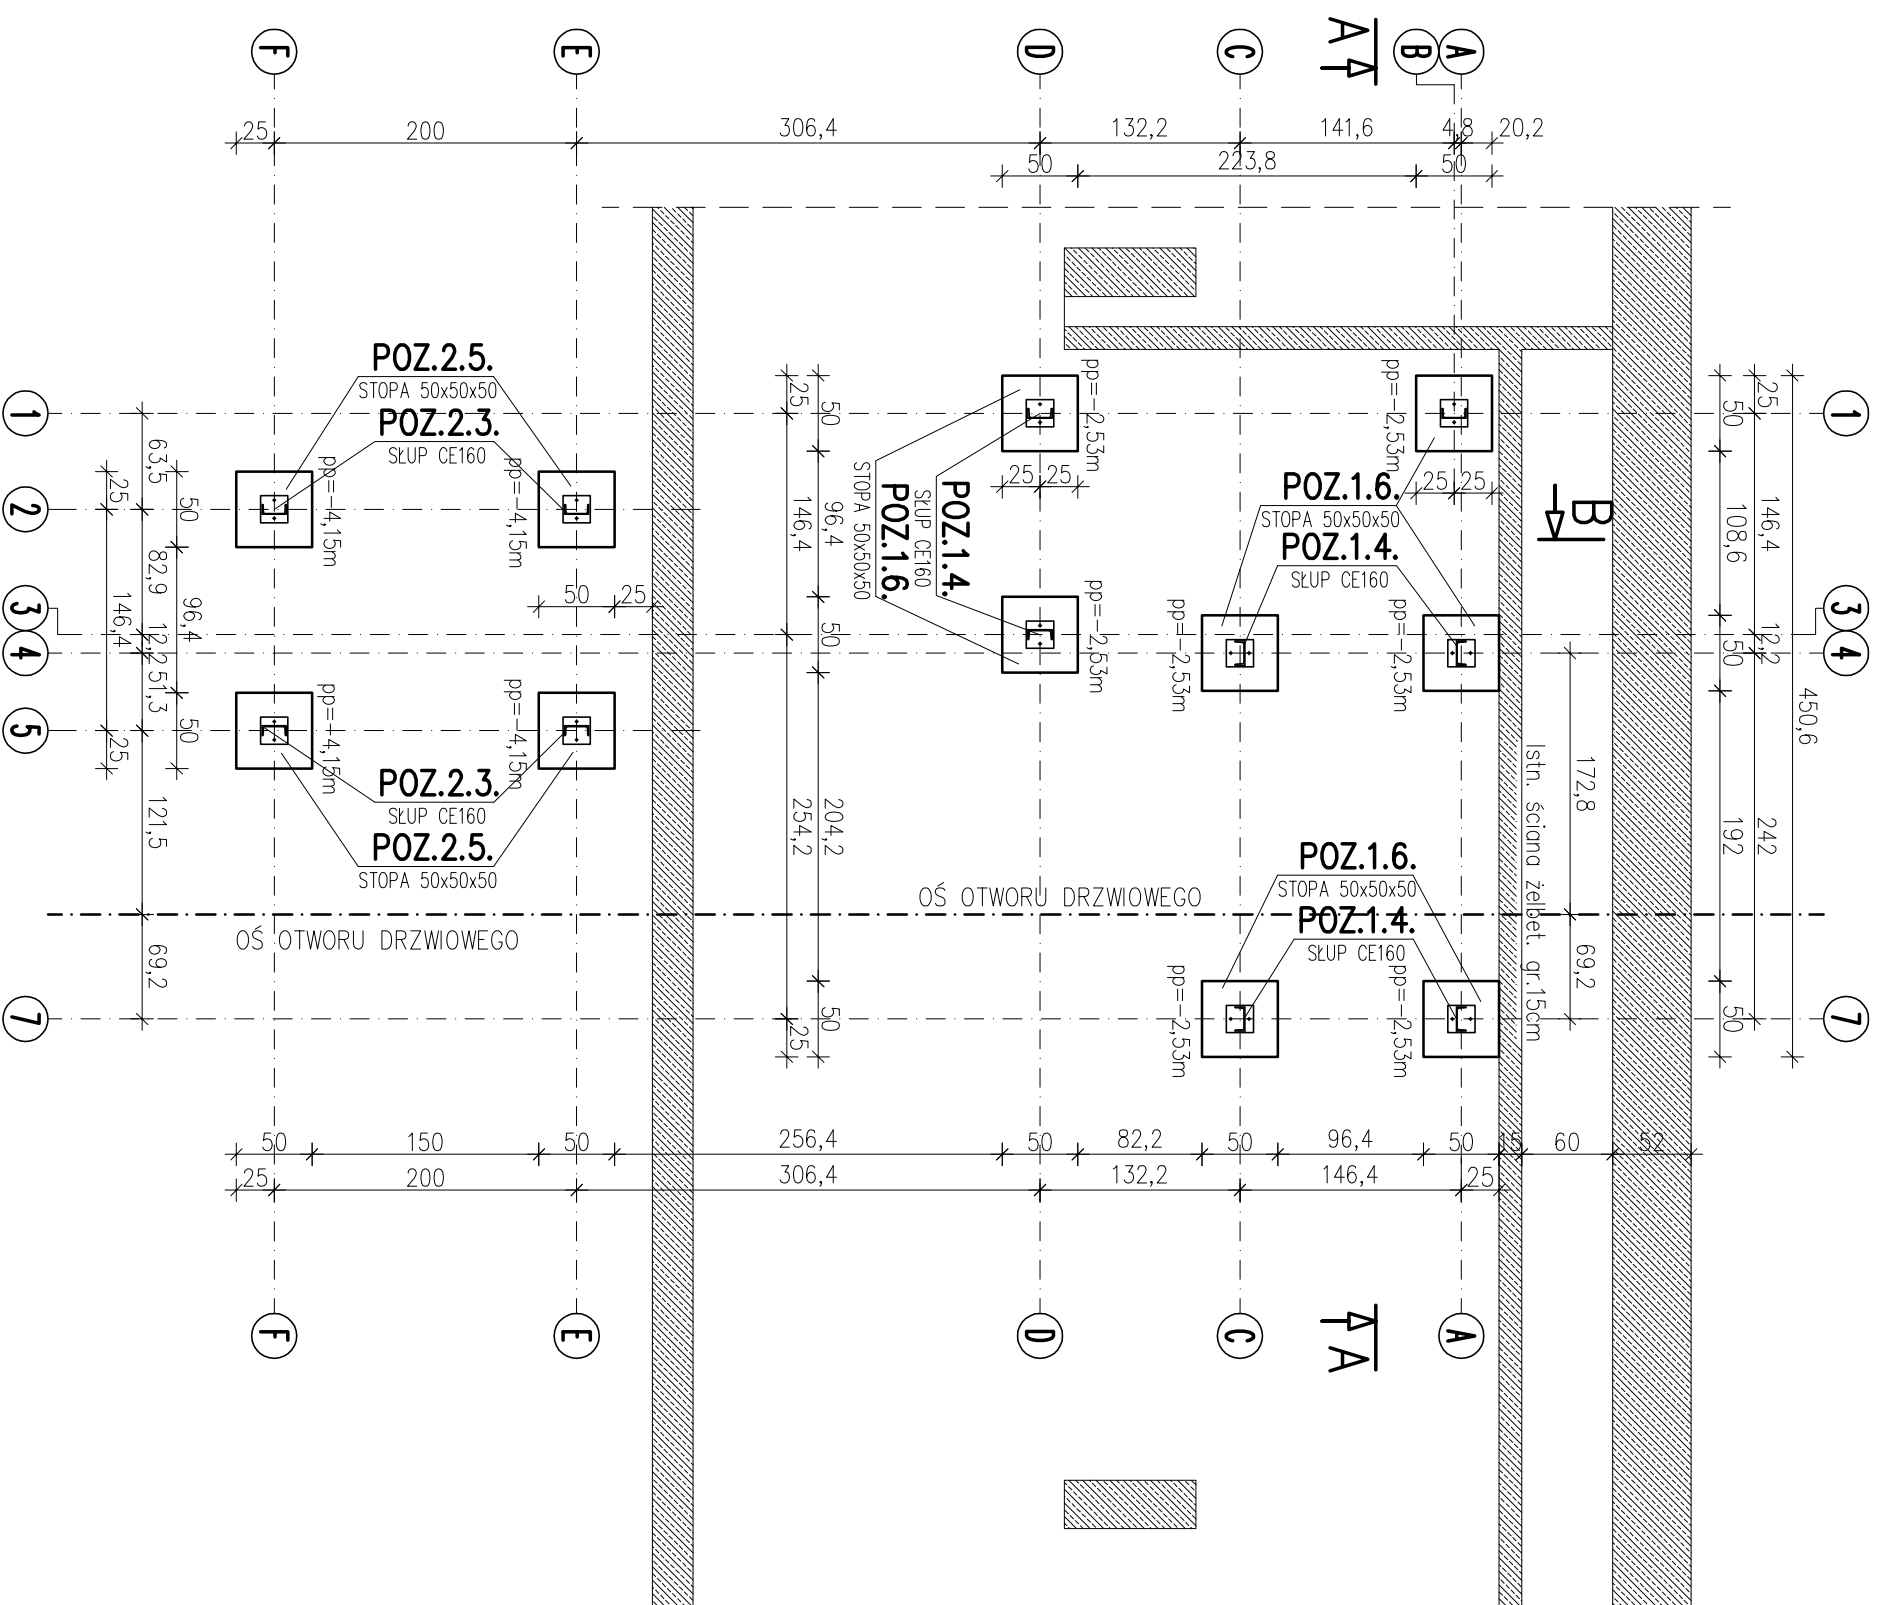 F
E
D
C
B
A
A
25
200
306,4
132,2
141,6
4,8
20,2
50
223,8
50
POZ.2.5.
STOPA 50x50x50
POZ.2.3.
SŁUP CE160
pp=-4,15m
pp=-4,15m
pp=-4,15m
pp=-4,15m
POZ.2.3.
SŁUP CE160
POZ.2.5.
STOPA 50x50x50
50
25
pp=-2,53m
pp=-2,53m
25
25
25
25
POZ.1.4.
SŁUP CE160
POZ.1.6.
STOPA 50x50x50
POZ.1.6.
STOPA 50x50x50
POZ.1.4.
SŁUP CE160
pp=-2,53m
pp=-2,53m
pp=-2,53m
POZ.1.6.
STOPA 50x50x50
POZ.1.4.
SŁUP CE160
pp=-2,53m
pp=-2,53m
B
Istn. ściana żelbet. gr.15cm
172,8
69,2
OŚ OTWORU DRZWIOWEGO
OŚ OTWORU DRZWIOWEGO
1
2
3
4
5
7
63,5
82,9
12,2
51,3
121,5
69,2
25
146,4
25
50
96,4
50
25
146,4
254,2
25
50
96,4
50
204,2
50
50
108,6
50
192
50
25
146,4
12,2
242
450,6
1
3
4
7
50
150
50
256,4
50
82,2
50
96,4
50
15
60
52
25
200
306,4
132,2
146,4
25
F
E
D
C
A
A